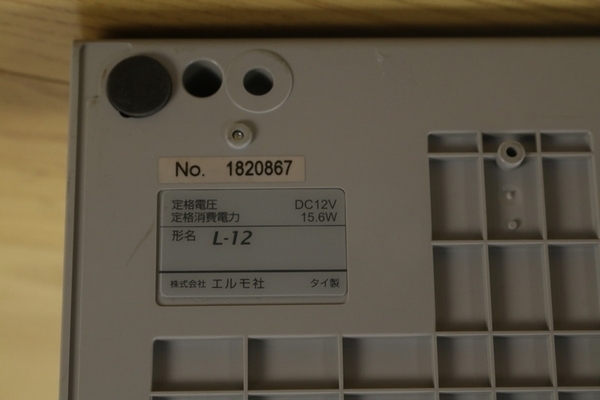 No. 1820867
定格電圧 DC12V
定格消費電力 15.6W
形名 L-12
株式会社 エルモ社 タイ製